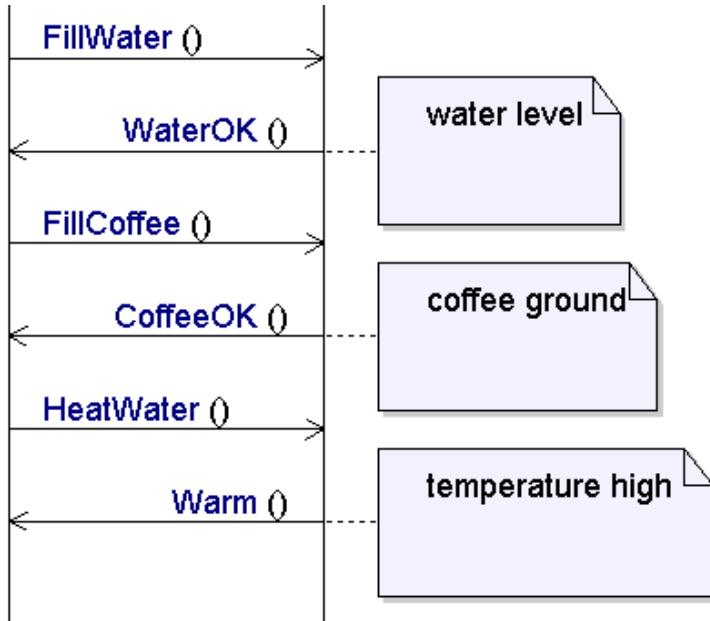 FillWater ()
water level
WaterOK ()
FillCoffee ()
coffee ground
CoffeeOK ()
HeatWater ()
temperature high
Warm ()